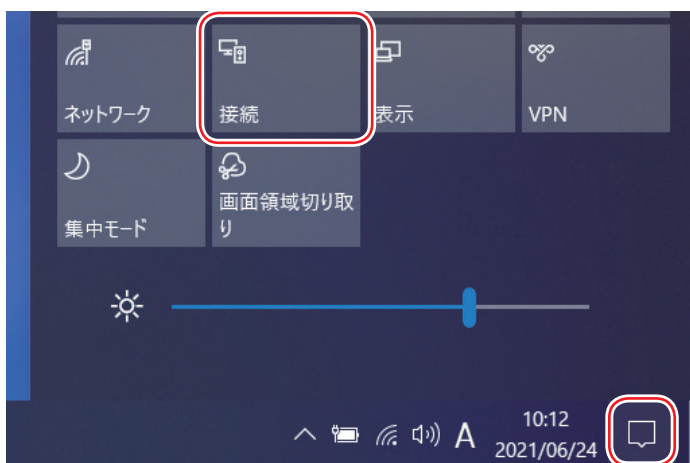 ネットワーク
接続
表示
VPN
集中モード
画面領域切り取
り
A
10:12
2021/06/24